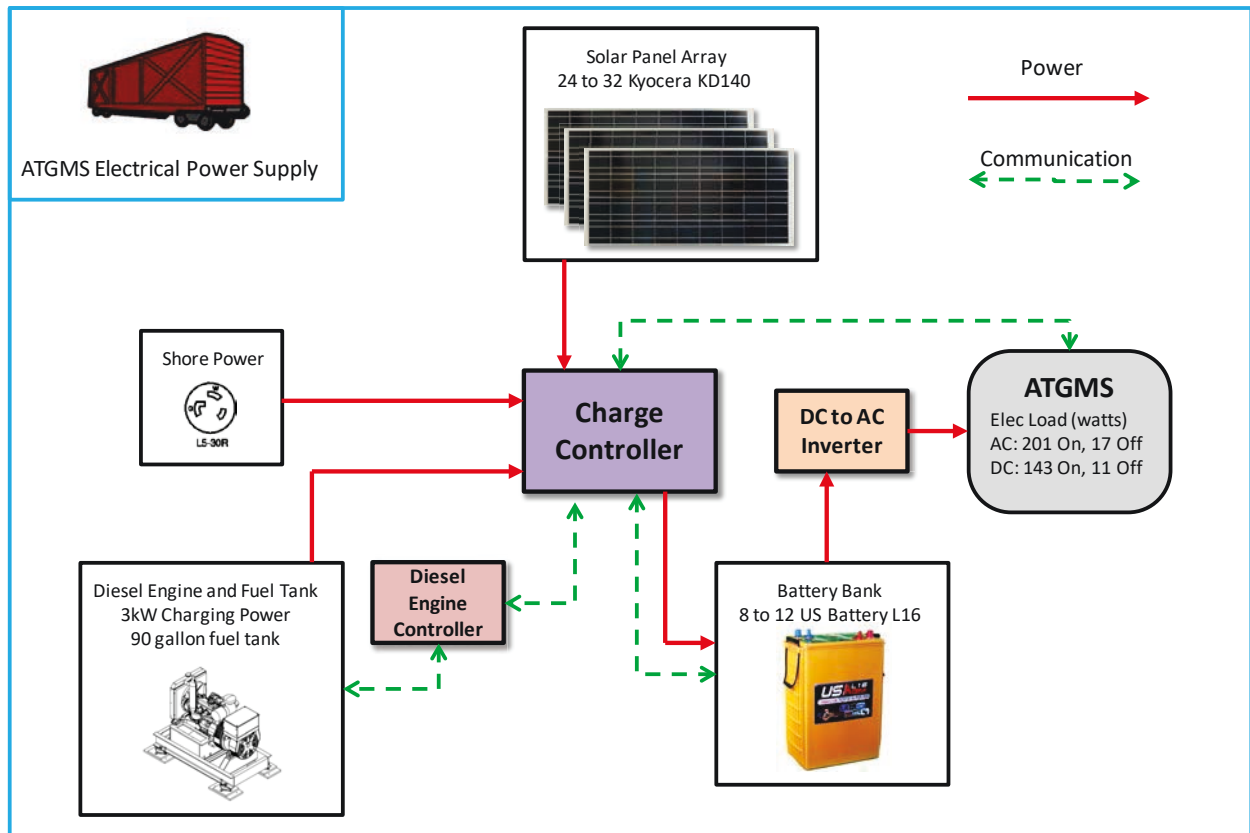 ATGMS Electrical Power Supply
Solar Panel Array
24 to 32 Kyocera KD140
Power
Communication
Shore Power
L5-30R
Charge
Controller
DC to AC
Inverter
ATGMS
Elec Load (watts)
AC: 201 On, 17 Off
DC: 143 On, 11 Off
Diesel Engine and Fuel Tank
3kW Charging Power
90 gallon fuel tank
Diesel
Engine
Controller
Battery Bank
8 to 12 US Battery L16
US
L16